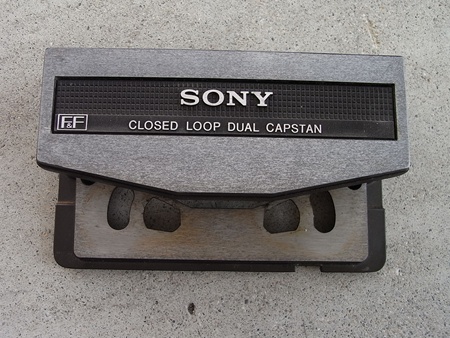 SONY
F&F CLOSED LOOP DUAL CAPSTAN